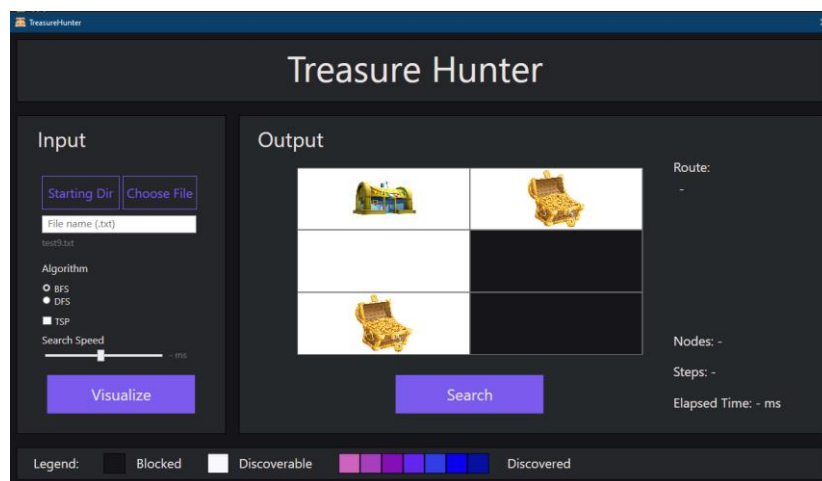 TreasureHunter
Treasure Hunter
Input
Starting Dir
Choose File
File name (.txt)
test9.txt
Algorithm
BFS
DFS
TSP
Search Speed
- ms
Visualize
Output
Route:
-
Nodes: -
Steps: -
Elapsed Time: - ms
Search
Legend:
Blocked
Discoverable
Discovered